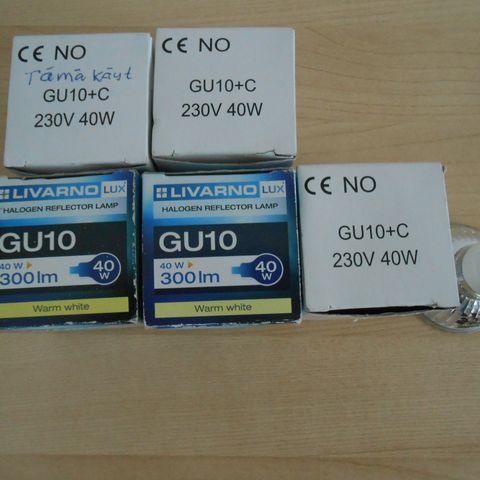 CE NO
Tämä käyt
GU10+C
230V 40W
CE NO
GU10+C
230V 40W
LIVARNO LUX
HALOGEN REFLECTOR LAMP
GU10
40 W
300 lm
40 W
Warm white
LIVARNO LUX
HALOGEN REFLECTOR LAMP
GU10
40 W
300 lm
40 W
Warm white
CE NO
GU10+C
230V 40W